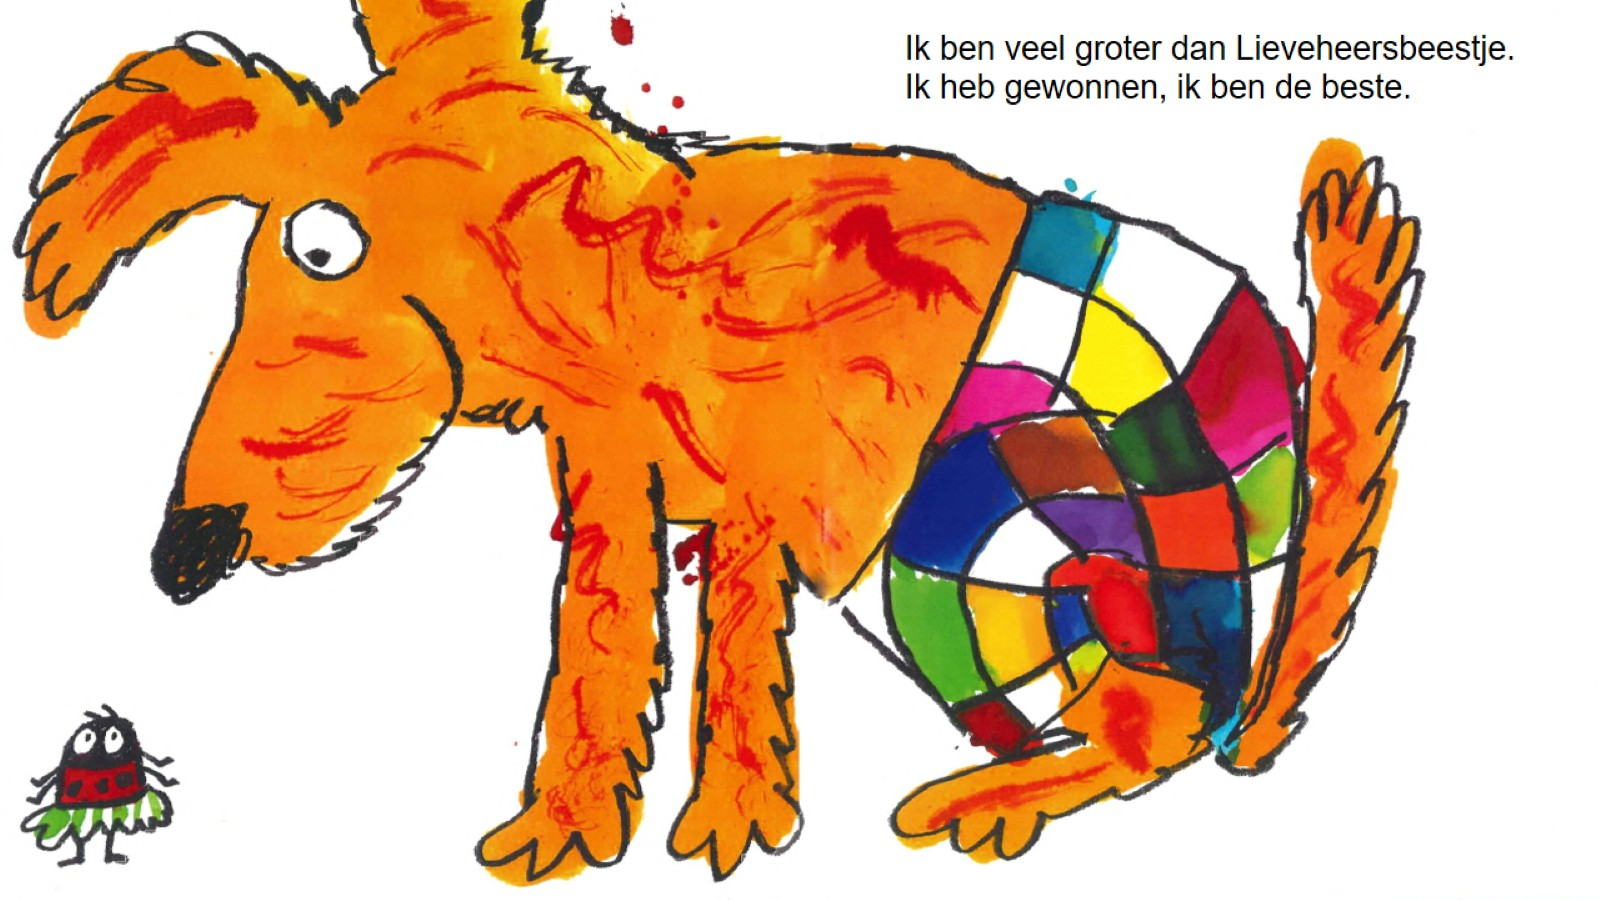 Ik ben veel groter dan Lieveheersbeestje.
Ik heb gewonnen, ik ben de beste.